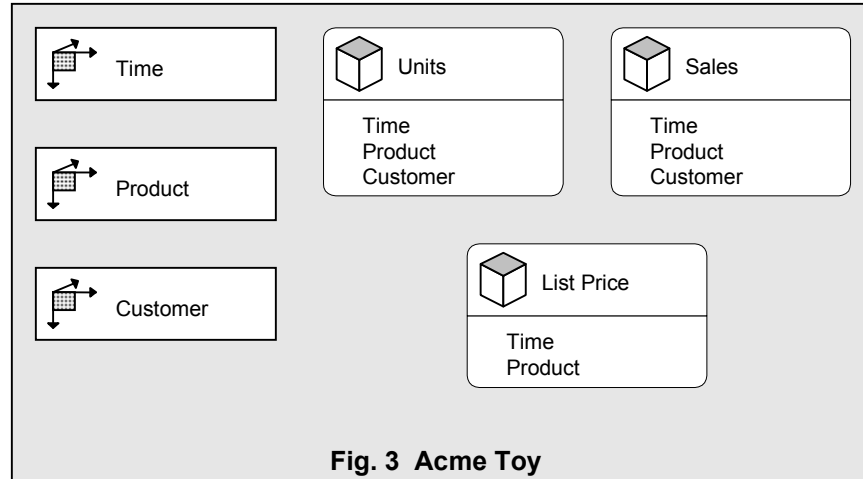 Time
Product
Customer
Units
Time
Product
Customer
Sales
Time
Product
Customer
List Price
Time
Product
Fig. 3 Acme Toy